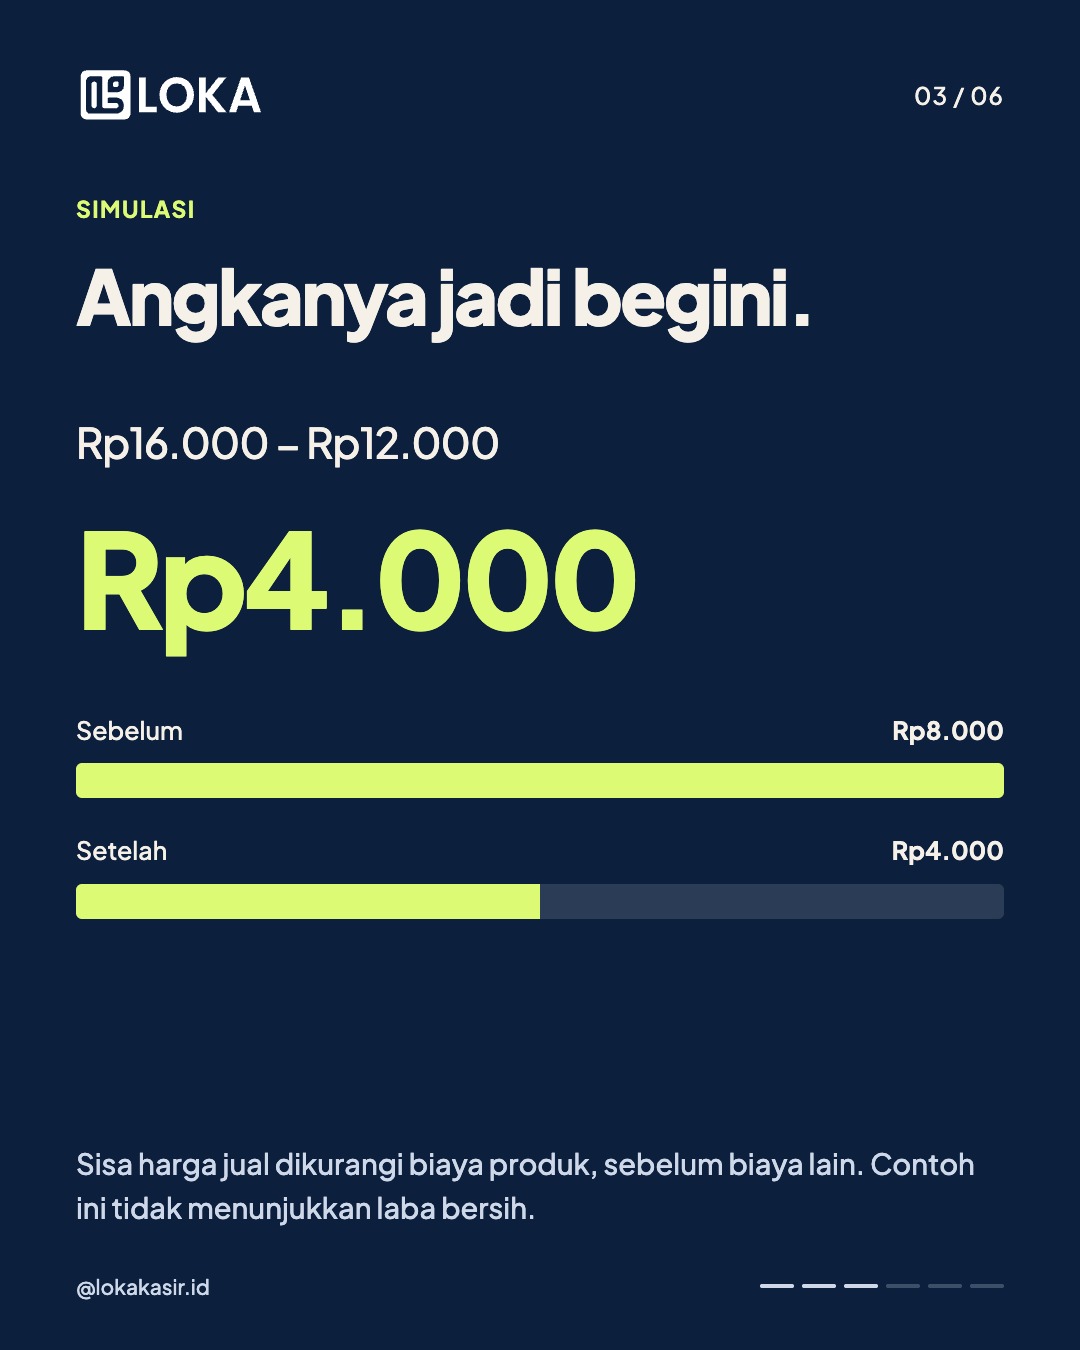 LOKA
03 / 06
SIMULASI
Angkanya jadi begini.
Rp16.000 – Rp12.000
Rp4.000
Sebelum Rp8.000
Setelah Rp4.000
Sisa harga jual dikurangi biaya produk, sebelum biaya lain. Contoh
ini tidak menunjukkan laba bersih.
@lokakasir.id